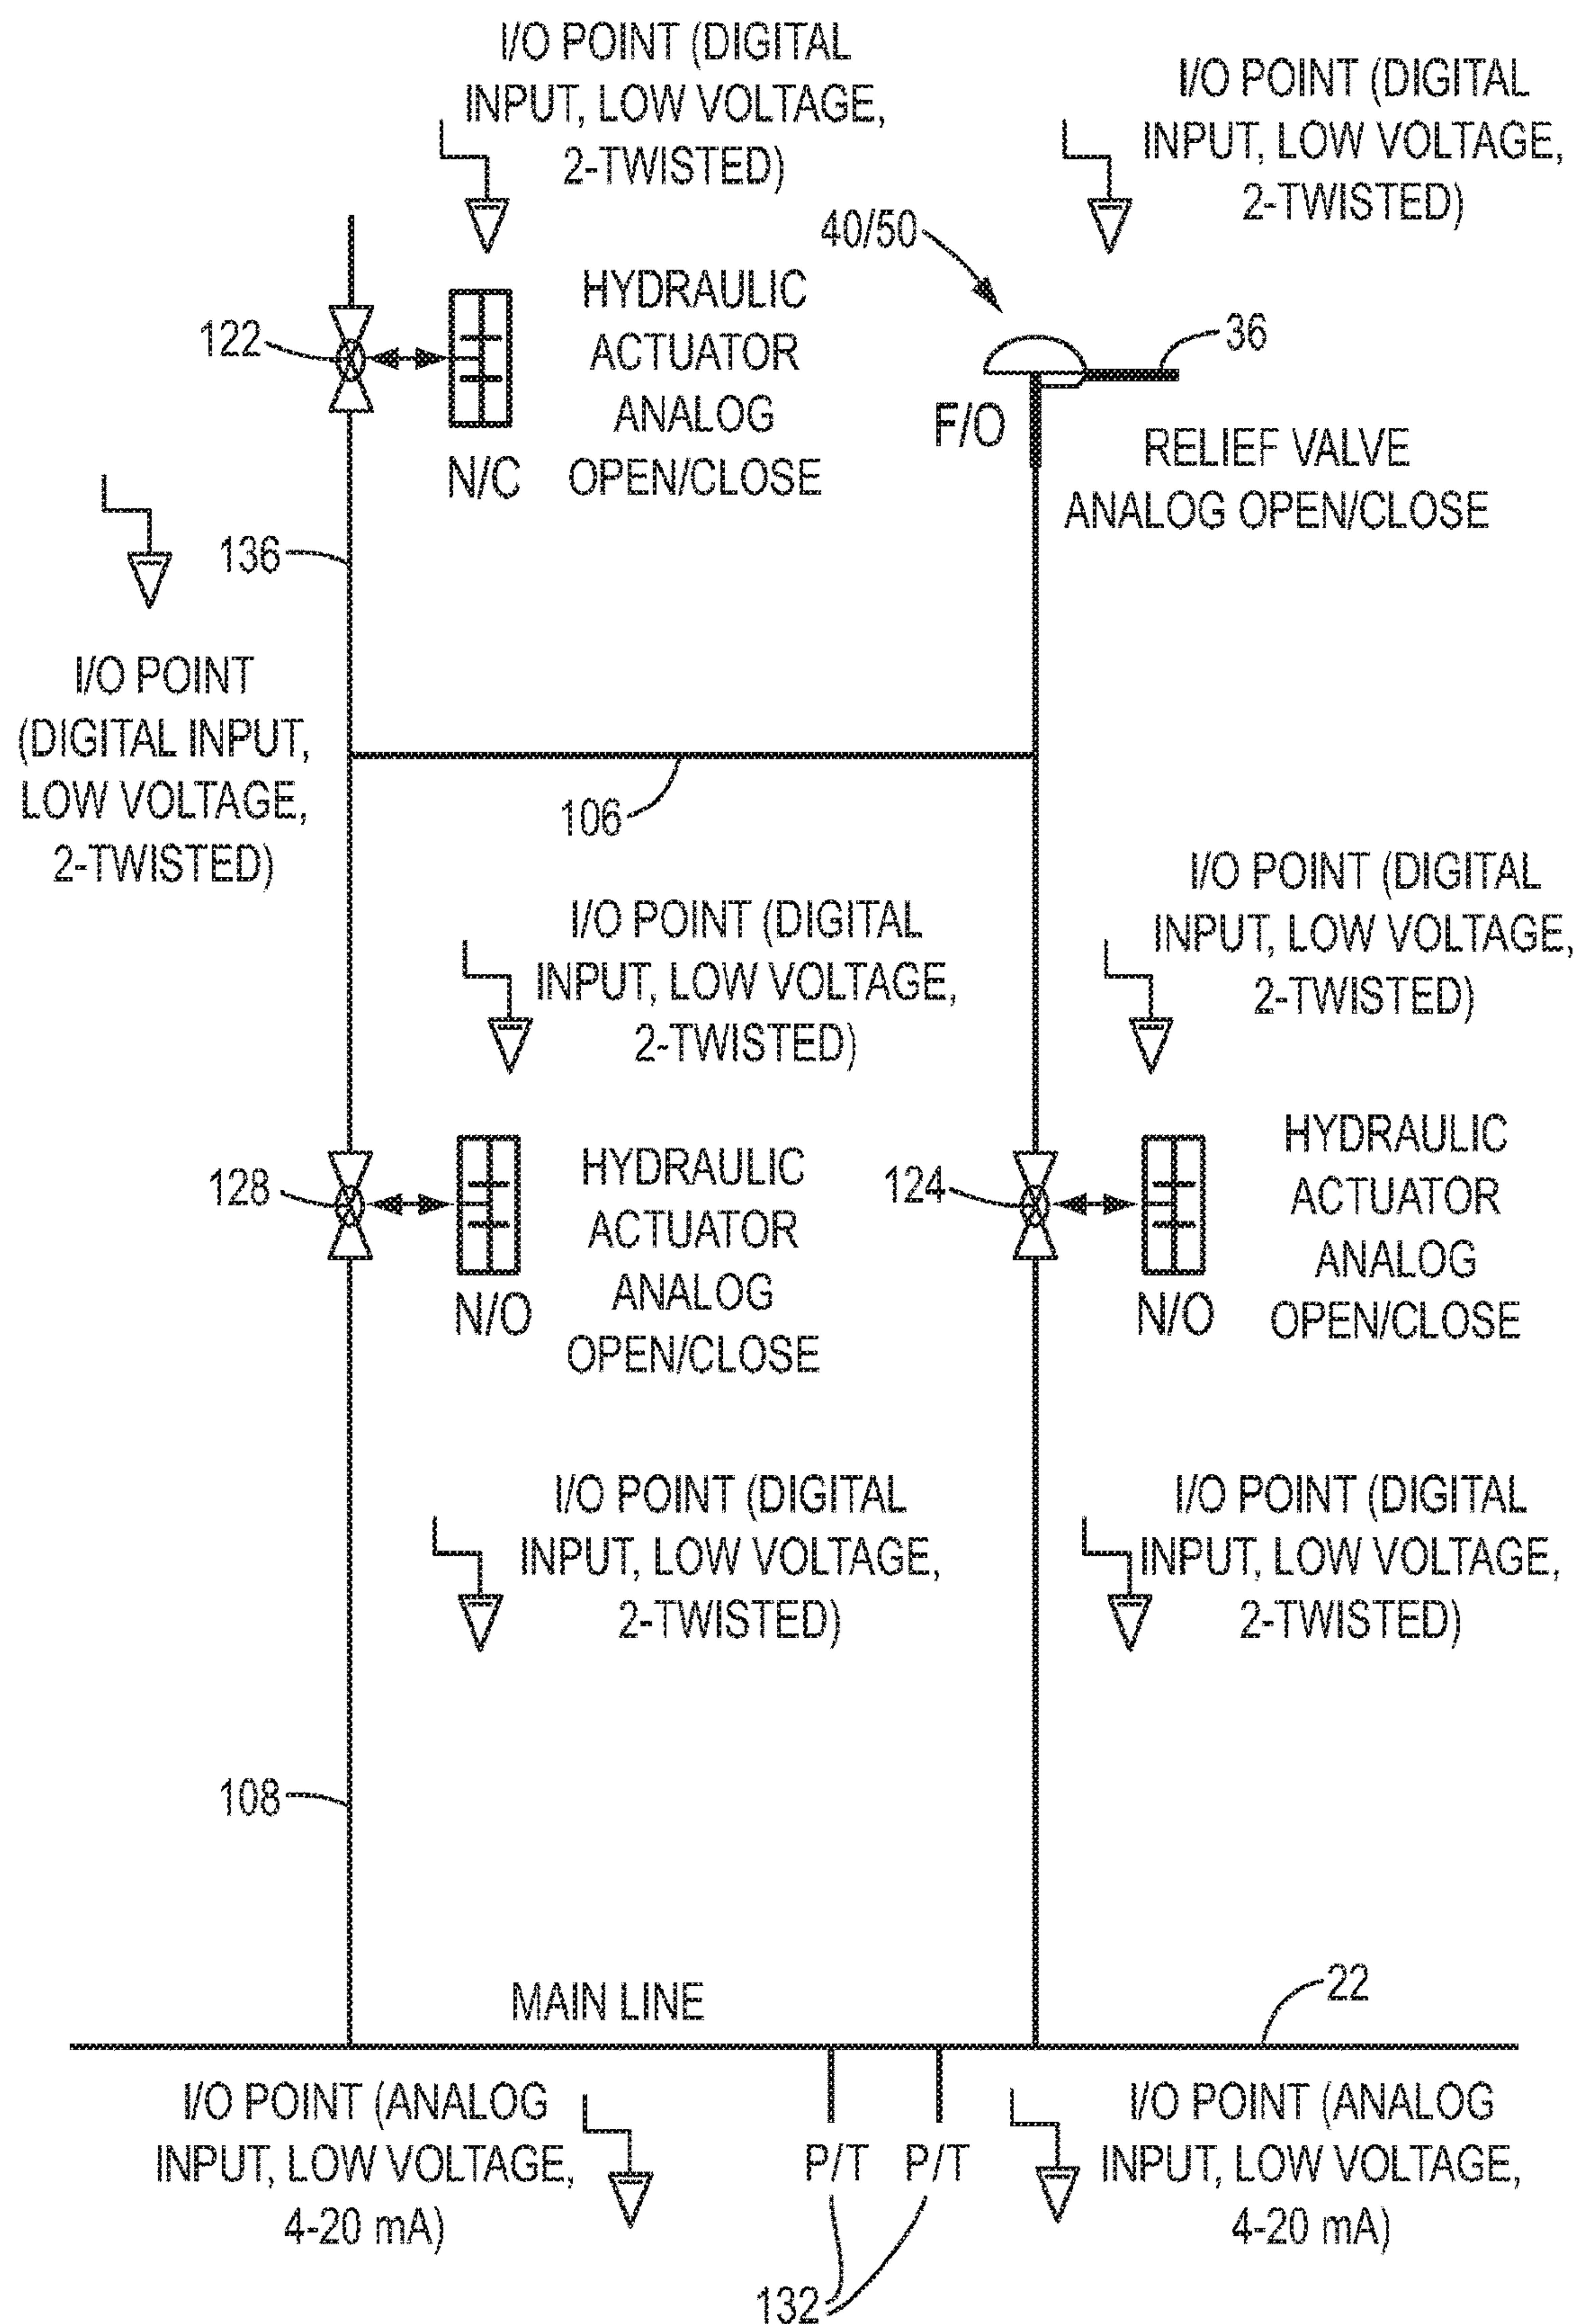 I/O POINT (DIGITAL
INPUT, LOW VOLTAGE,
2-TWISTED)
I/O POINT (DIGITAL
INPUT, LOW VOLTAGE,
2-TWISTED)
40/50
122
HYDRAULIC
ACTUATOR
ANALOG
OPEN/CLOSE
N/C
36
F/O
RELIEF VALVE
ANALOG OPEN/CLOSE
136
I/O POINT
(DIGITAL INPUT,
LOW VOLTAGE,
2-TWISTED)
106
I/O POINT (DIGITAL
INPUT, LOW VOLTAGE,
2-TWISTED)
I/O POINT (DIGITAL
INPUT, LOW VOLTAGE,
2-TWISTED)
128
HYDRAULIC
ACTUATOR
ANALOG
OPEN/CLOSE
N/O
124
HYDRAULIC
ACTUATOR
ANALOG
OPEN/CLOSE
N/O
I/O POINT (DIGITAL
INPUT, LOW VOLTAGE,
2-TWISTED)
I/O POINT (DIGITAL
INPUT, LOW VOLTAGE,
2-TWISTED)
108
MAIN LINE
22
I/O POINT (ANALOG
INPUT, LOW VOLTAGE,
4-20 mA)
P/T P/T
I/O POINT (ANALOG
INPUT, LOW VOLTAGE,
4-20 mA)
132